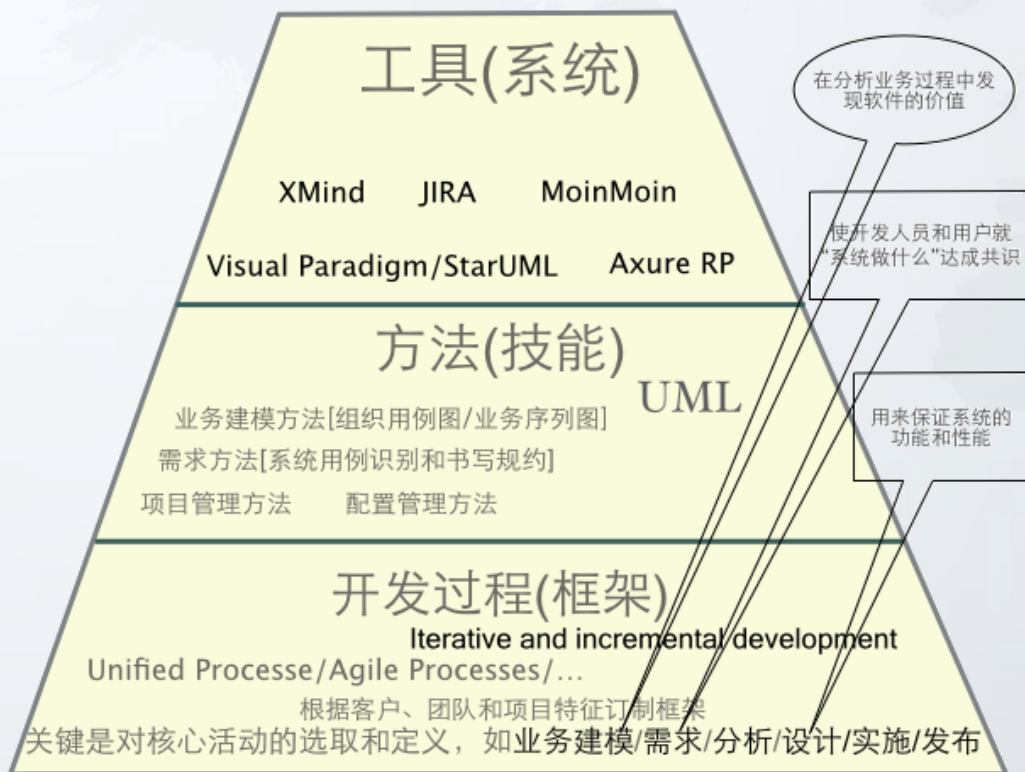 工具(系统)
在分析业务过程中发
现软件的价值
XMind JIRA MoinMoin
使开发人员和用户就
“系统做什么”达成共识
Visual Paradigm/StarUML Axure RP
方法(技能)
UML
业务建模方法[组织用例图/业务序列图]
用来保证系统的
功能和性能
需求方法[系统用例识别和书写规约]
项目管理方法 配置管理方法
开发过程(框架)
Iterative and incremental development
Unified Processe/Agile Processes/...
根据客户、团队和项目特征订制框架
关键是对核心活动的选取和定义，如业务建模/需求/分析/设计/实施/发布